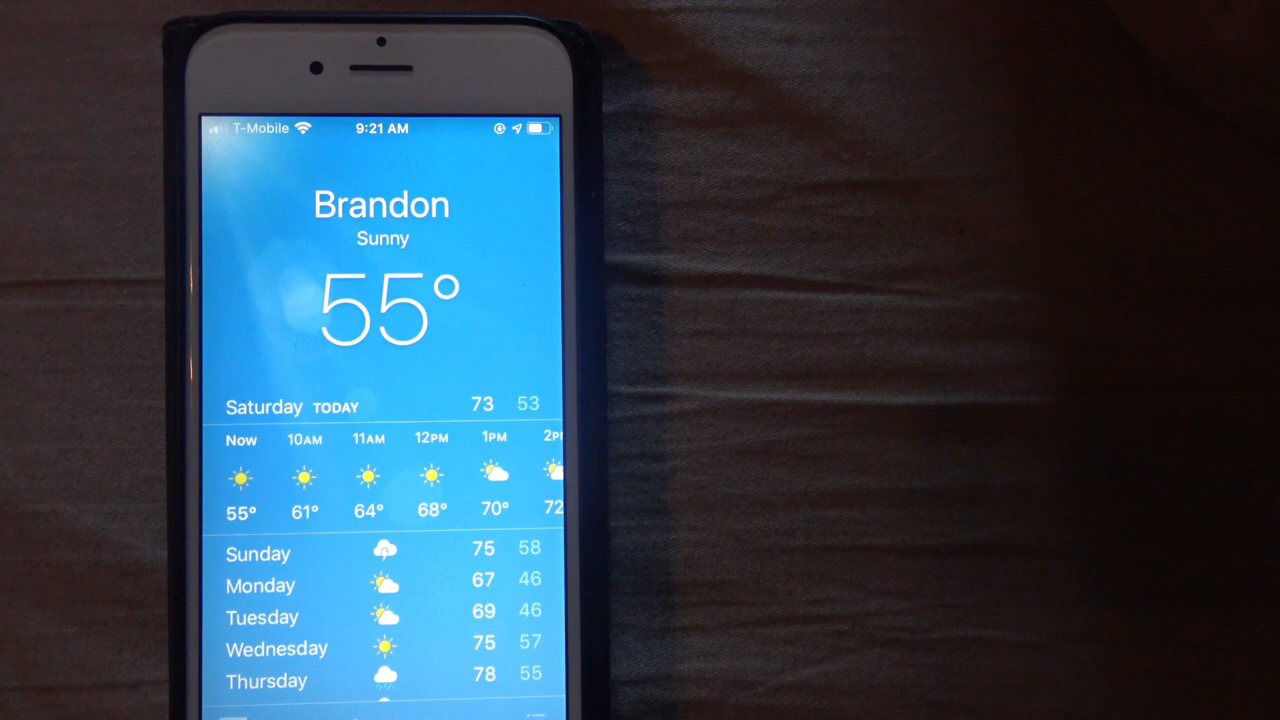 T-Mobile 9:21 AM
Brandon
Sunny
55°
Saturday TODAY 73 53
Now 10AM 11AM 12PM 1PM
55° 61° 64° 68° 70° 72
Sunday 75 58
Monday 67 46
Tuesday 69 46
Wednesday 75 57
Thursday 78 55